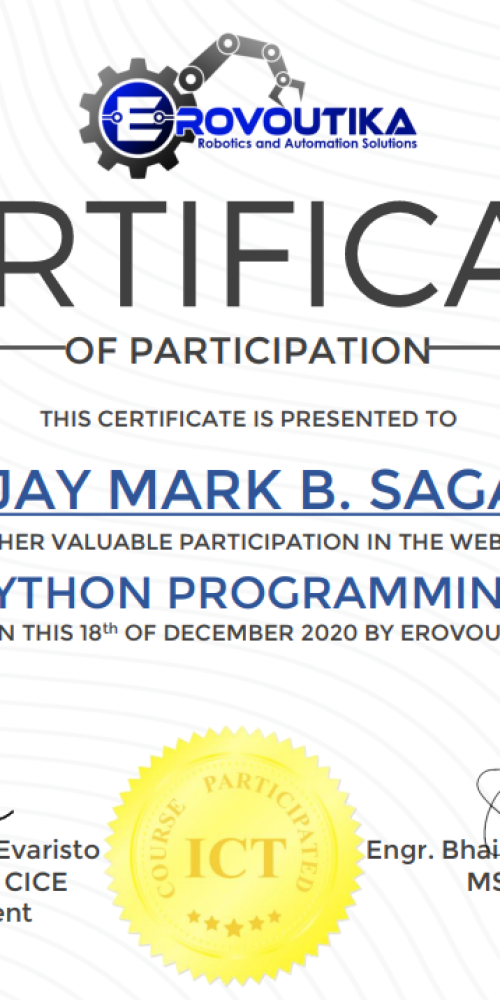 EROVOUTIKA
Robotics and Automation Solutions
RTIFICA
OF PARTICIPATION
THIS CERTIFICATE IS PRESENTED TO
JAY MARK B. SAGA
HER VALUABLE PARTICIPATION IN THE WEB
YTHON PROGRAMMIN
N THIS 18th OF DECEMBER 2020 BY EROVOU
COURSE PARTICIPATED
ICT
Evaristo
CICE
ent
Engr. Bhai
MS